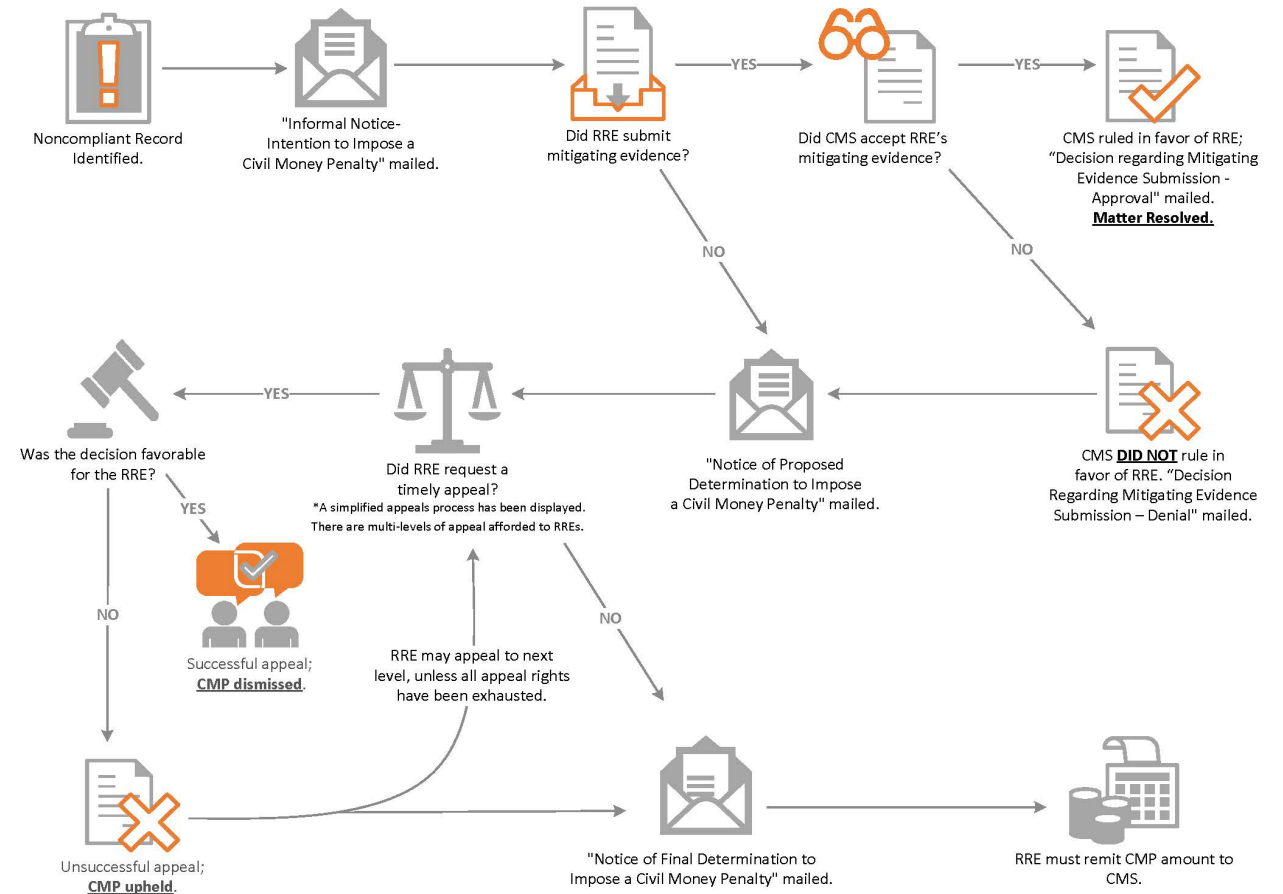 Noncompliant Record
Identified.
"Informal Notice-
Intention to Impose a
Civil Money Penalty" mailed.
Did RRE submit
mitigating evidence?
YES
Did CMS accept RRE’s
mitigating evidence?
YES
CMS ruled in favor of RRE;
“Decision regarding Mitigating
Evidence Submission -
Approval" mailed.
Matter Resolved.
NO
NO
CMS DID NOT rule in
favor of RRE. “Decision
Regarding Mitigating Evidence
Submission – Denial" mailed.
"Notice of Proposed
Determination to Impose
a Civil Money Penalty" mailed.
Did RRE request a
timely appeal?
*A simplified appeals process has been displayed.
There are multi-levels of appeal afforded to RREs.
YES
Was the decision favorable
for the RRE?
YES
Successful appeal;
CMP dismissed.
NO
Unsuccessful appeal;
CMP upheld.
RRE may appeal to next
level, unless all appeal rights
have been exhausted.
NO
"Notice of Final Determination to
Impose a Civil Money Penalty" mailed.
RRE must remit CMP amount to
CMS.